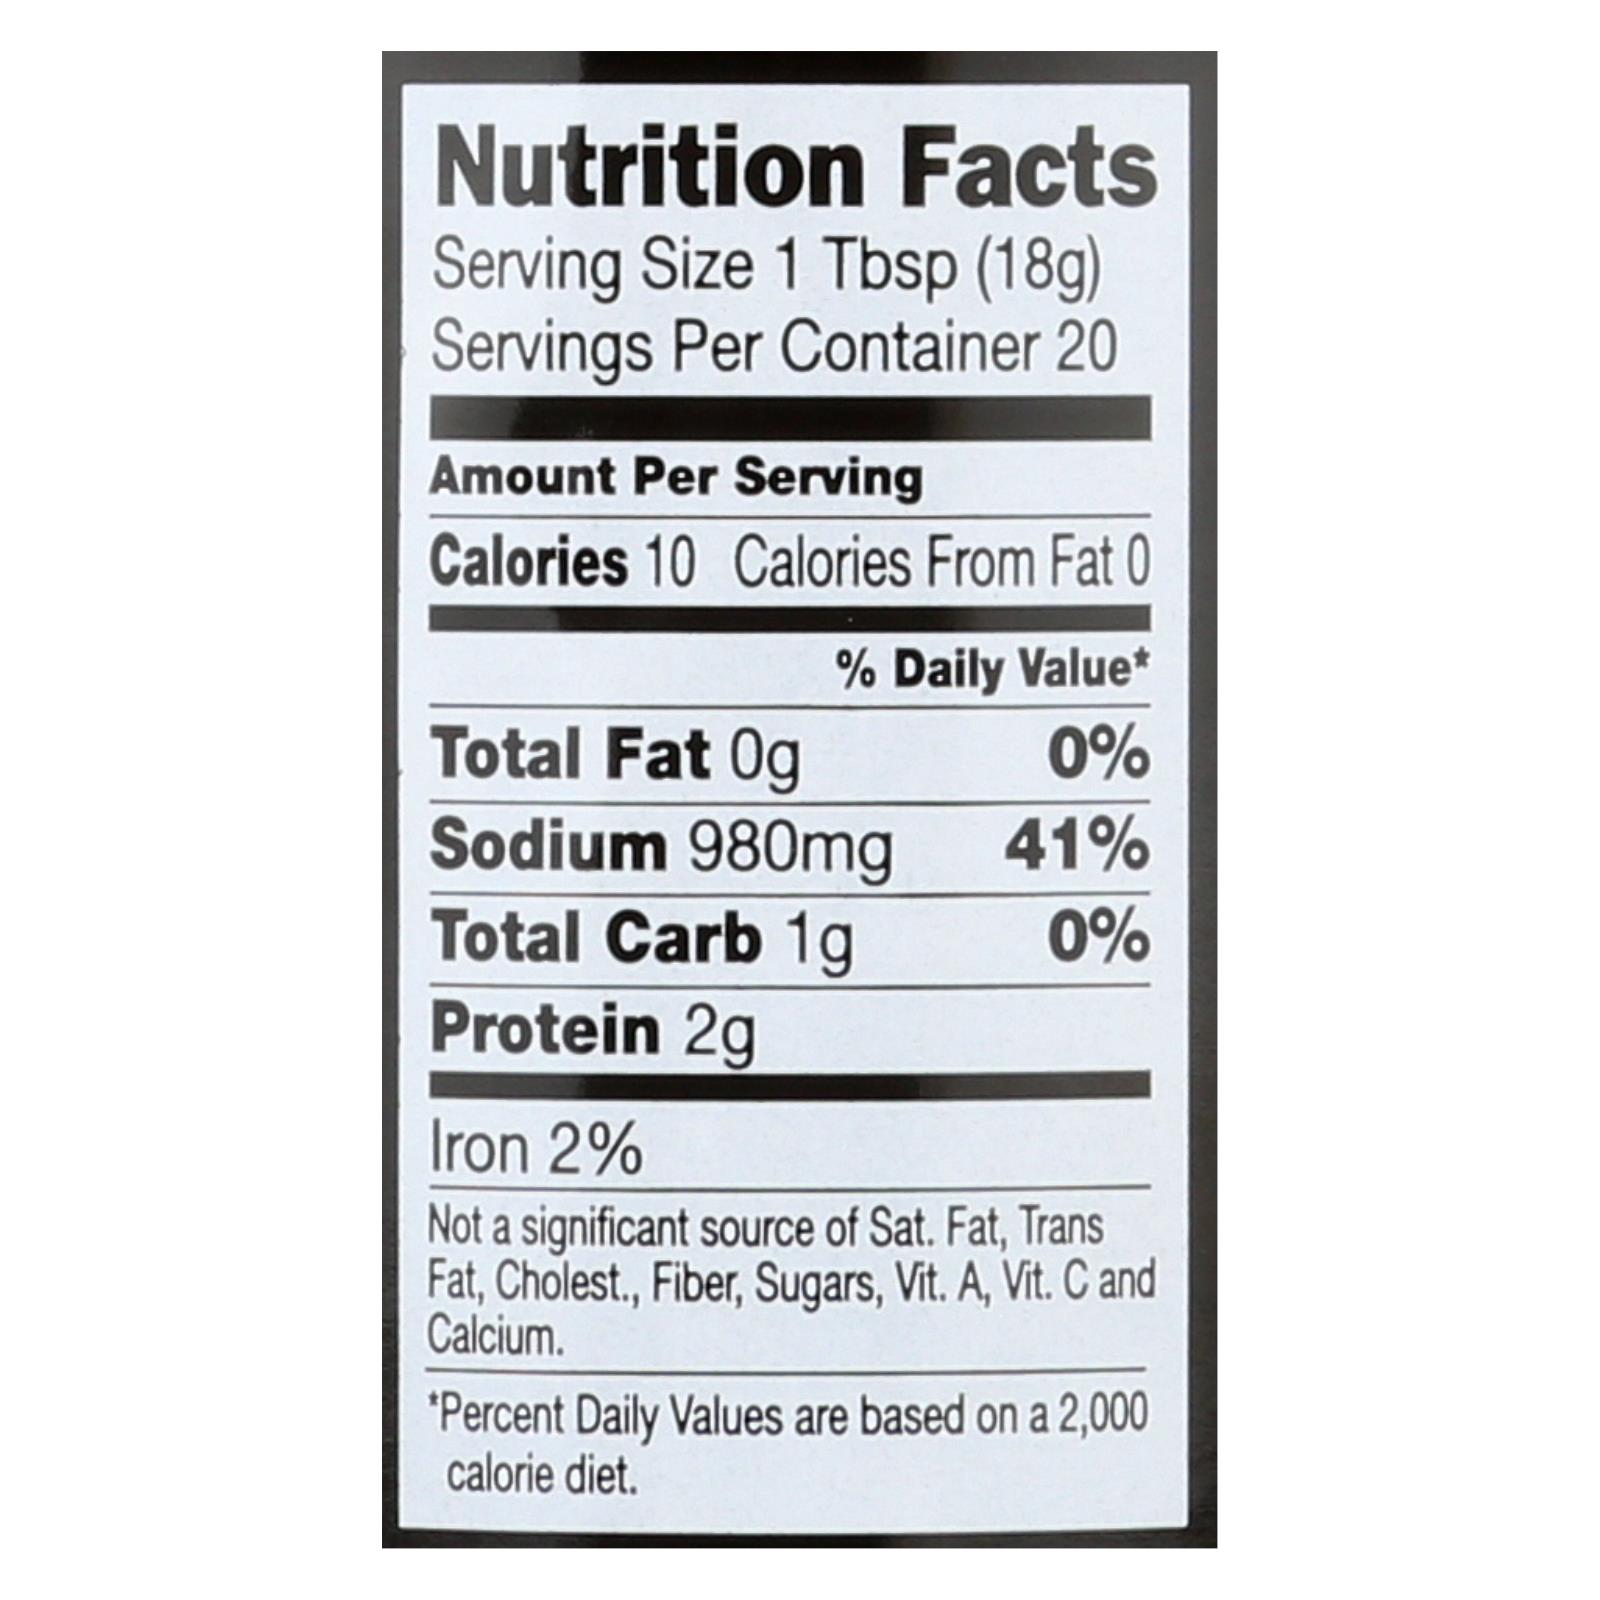 Nutrition Facts
Serving Size 1 Tbsp (18g)
Servings Per Container 20
Amount Per Serving
Calories 10 Calories From Fat 0
% Daily Value*
Total Fat 0g 0%
Sodium 980mg 41%
Total Carb 1g 0%
Protein 2g
Iron 2%
Not a significant source of Sat. Fat, Trans
Fat, Cholest., Fiber, Sugars, Vit. A, Vit. C and
Calcium.
*Percent Daily Values are based on a 2,000
calorie diet.